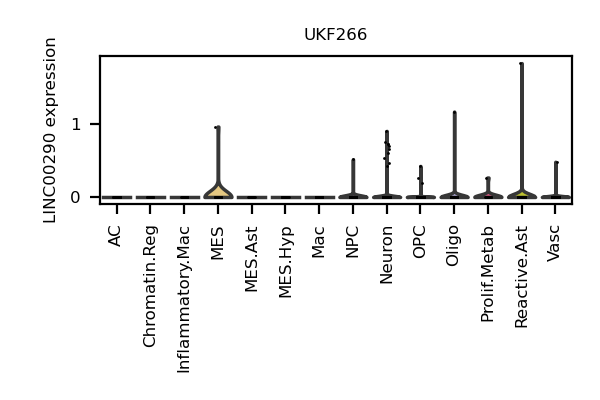 UKF266
LINC00290 expression
1
0
AC
Chromatin.Reg
Inflammatory.Mac
MES
MES.Ast
MES.Hyp
Mac
NPC
Neuron
OPC
Oligo
Prolif.Metab
Reactive.Ast
Vasc